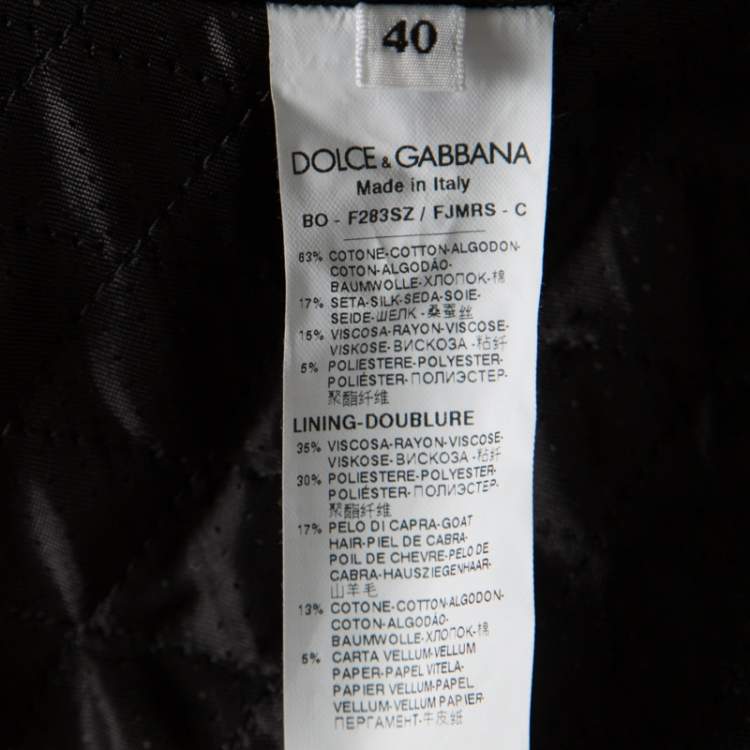 40
DOLCE & GABBANA
Made in Italy
BO - F283SZ / FJMRS - C
63% COTONE-COTTON-ALGODON-
COTON-ALGODÃO-
BAUMWOLLE-ХЛОПОК-棉
17% SETA-SILK-SEDA-SOIE-
SEIDE-ШЕЛК-桑蚕丝
15% VISCOSA-RAYON-VISCOSE-
VISKOSE-ВИСКОЗА-粘纤
5% POLIESTERE-POLYESTER-
POLIÉSTER-ПОЛИЭСТЕР-
聚酯纤维
LINING-DOUBLURE
35% VISCOSA-RAYON-VISCOSE-
VISKOSE-ВИСКОЗА-粘纤
30% POLIESTERE-POLYESTER-
POLIÉSTER-ПОЛИЭСТЕР-
聚酯纤维
17% PELO DI CAPRA-GOAT
HAIR-PIEL DE CABRA-
POIL DE CHEVRE-PELO DE
CABRA-HAUSZIEGENHAAR-
山羊毛
13% COTONE-COTTON-ALGODON-
COTON-ALGODÃO-
BAUMWOLLE-ХЛОПОК-棉
5% CARTA VELLUM-VELLUM
PAPER-PAPEL VITELA-
PAPIER VELLUM-PAPEL
VELLUM-VELLUM PAPIER-
ПЕРГАМЕНТ-牛皮纸